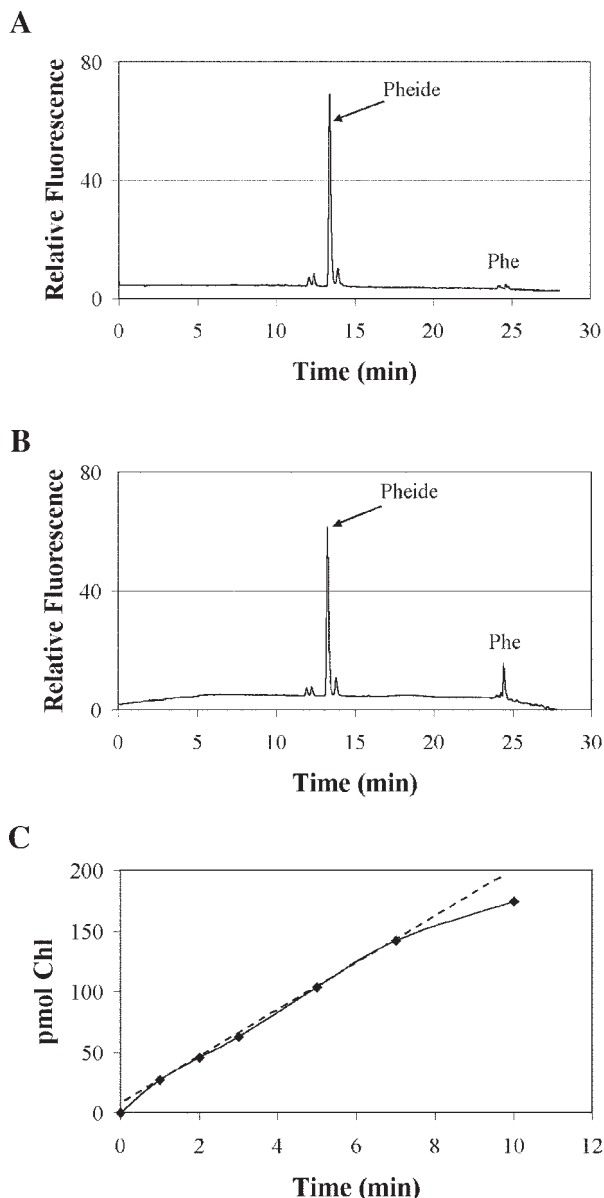 A
80
Pheide
40
Phe
0
0 5 10 15 20 25 30
Relative Fluorescence
Time (min)
B
80
Pheide
40
Phe
0
0 5 10 15 20 25 30
Relative Fluorescence
Time (min)
C
200
150
100
50
0
0 2 4 6 8 10 12
pmol Chl
Time (min)